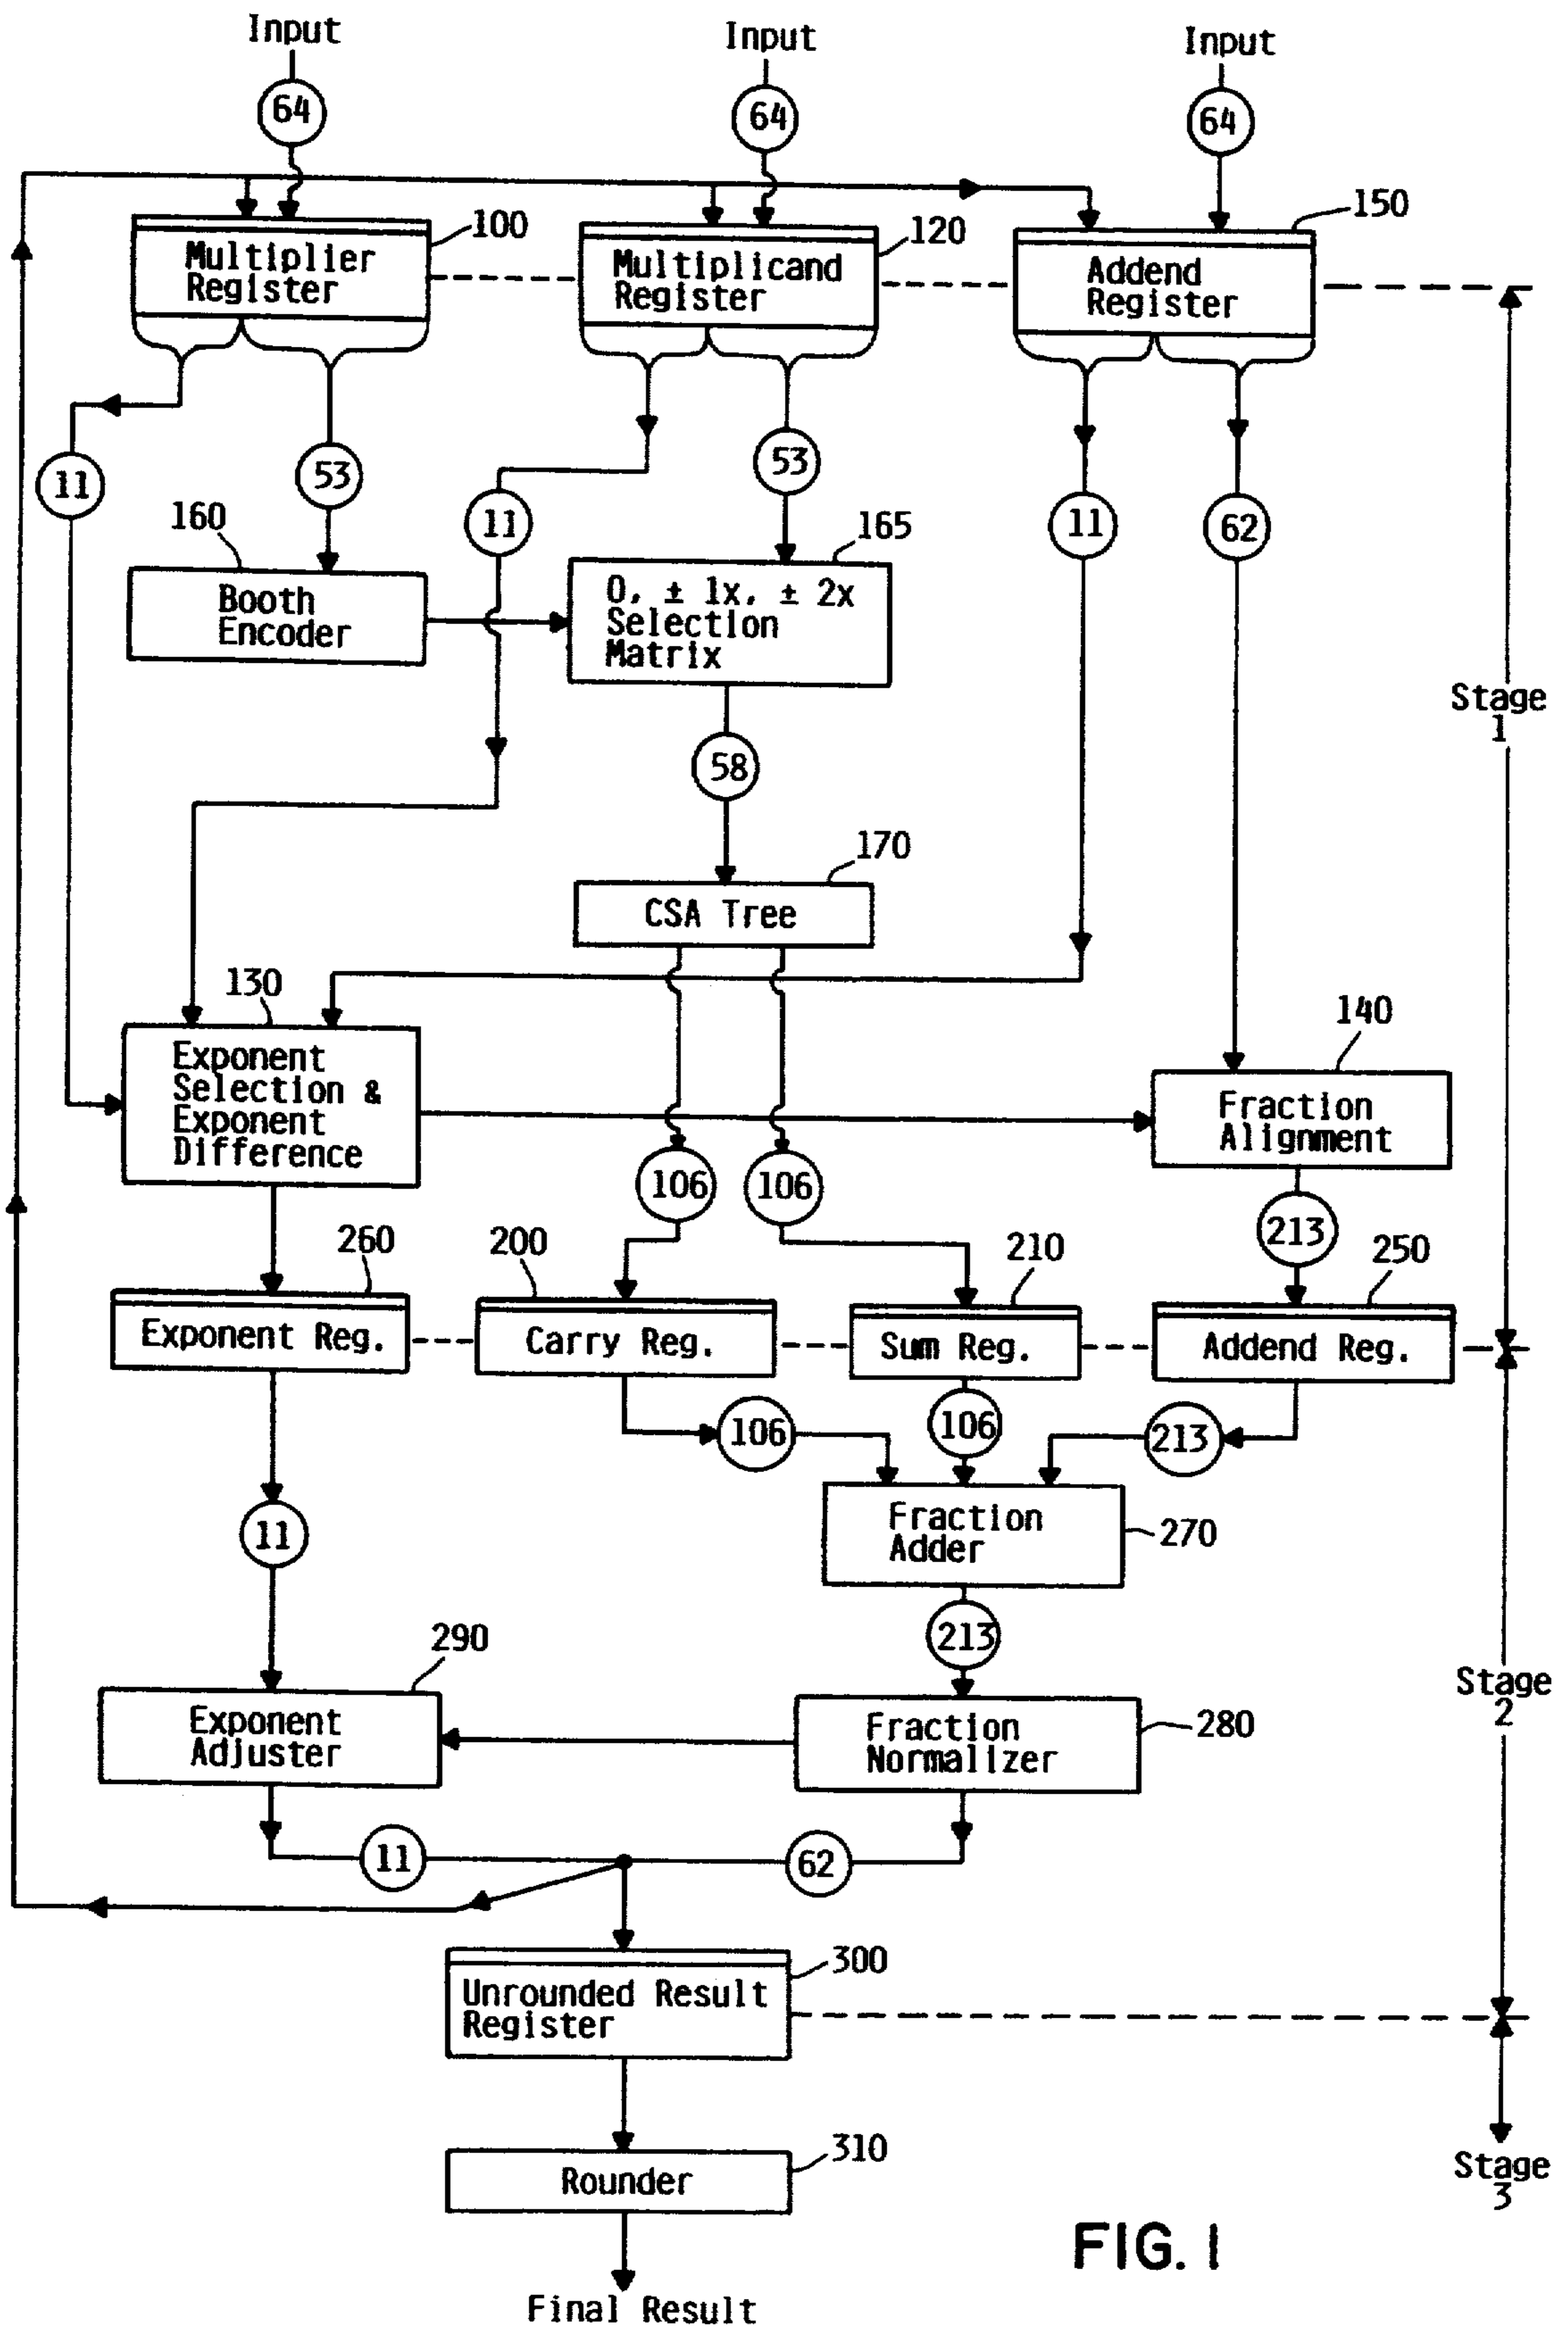 Input
Input
Input
64
64
64
100
120
150
Multiplier
Register
Multiplicand
Register
Addend
Register
11
53
11
53
11
62
160
165
Booth
Encoder
0, ± 1x, ± 2x
Selection
Matrix
Stage
1
58
170
CSA Tree
130
140
Exponent
Selection &
Exponent
Difference
Fraction
Alignment
106
106
213
260
200
210
250
Exponent Reg.
Carry Reg.
Sum Reg.
Addend Reg.
106
106
213
11
Fraction
Adder
270
213
290
Exponent
Adjuster
Fraction
Normalizer
280
Stage
2
11
62
300
Unrounded Result
Register
310
Rounder
Stage
3
FIG. 1
Final Result